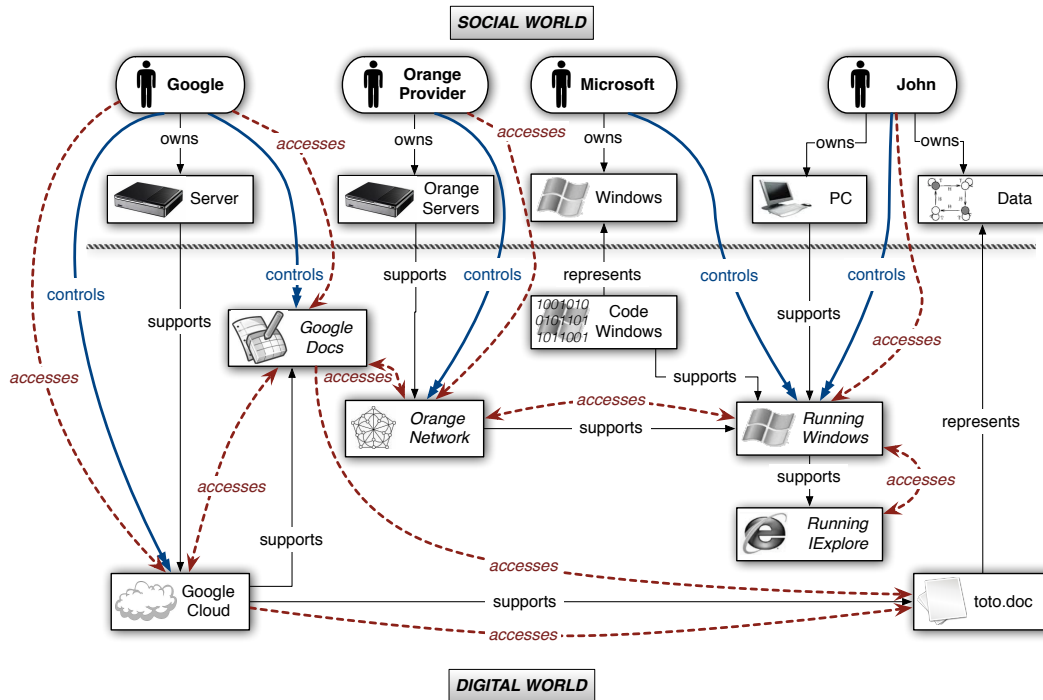 SOCIAL WORLD
Google
Orange
Provider
Microsoft
John
owns
accesses
owns
accesses
owns
owns
owns
Server
Orange
Servers
Windows
PC
Data
controls
supports
controls
supports
controls
represents
controls
controls
supports
accesses
Google
Docs
1001010
0101101
1011001
Code
Windows
accesses
accesses
supports
accesses
Orange
Network
supports
Running
Windows
represents
accesses
supports
accesses
supports
Running
IExplore
accesses
Google
Cloud
supports
toto.doc
accesses
DIGITAL WORLD